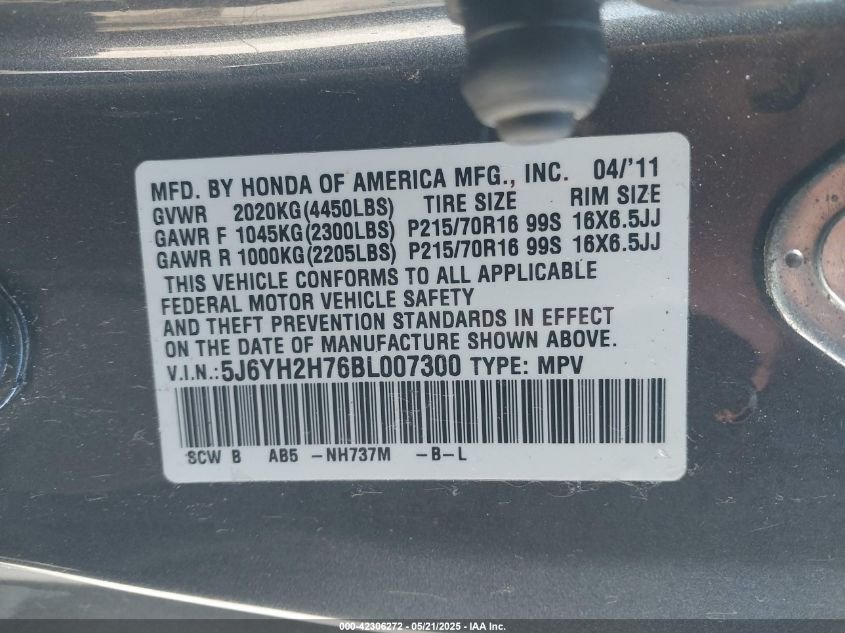 MFD. BY HONDA OF AMERICA MFG., INC. 04/'11
GVWR 2020KG(4450LBS) TIRE SIZE RIM SIZE
GAWR F 1045KG(2300LBS) P215/70R16 99S 16X6.5JJ
GAWR R 1000KG(2205LBS) P215/70R16 99S 16X6.5JJ
THIS VEHICLE CONFORMS TO ALL APPLICABLE
FEDERAL MOTOR VEHICLE SAFETY
AND THEFT PREVENTION STANDARDS IN EFFECT
ON THE DATE OF MANUFACTURE SHOWN ABOVE.
V.I.N.:5J6YH2H76BL007300 TYPE: MPV
SCW B AB5 -NH737M -B-L
000-42306272 - 05/21/2025 - IAA Inc.